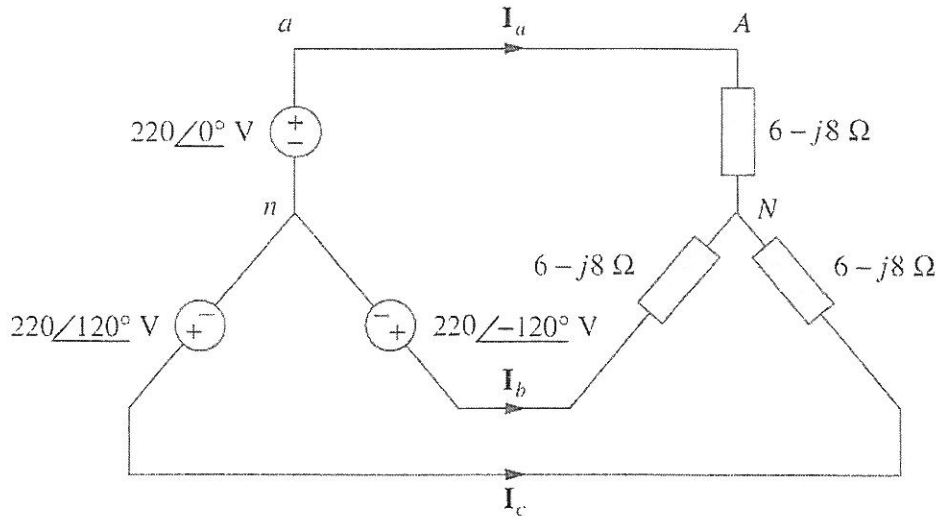 I_a
a
A
220∠0° V
+
−
6 − j8 Ω
n
N
6 − j8 Ω
6 − j8 Ω
220∠120° V
+ −
− +
220∠−120° V
I_b
I_c